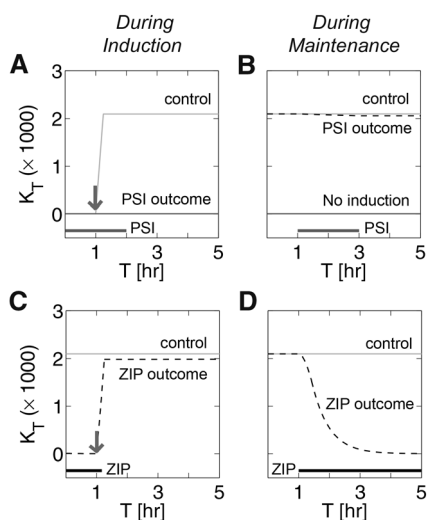 During Induction
During Maintenance
A
B
K_T (× 1000)
3
2
1
0
control
PSI outcome
PSI
1
3
5
T [hr]
control
PSI outcome
No induction
PSI
1
3
5
T [hr]
C
D
K_T (× 1000)
3
2
1
0
control
ZIP outcome
ZIP
1
3
5
T [hr]
control
ZIP outcome
ZIP
1
3
5
T [hr]